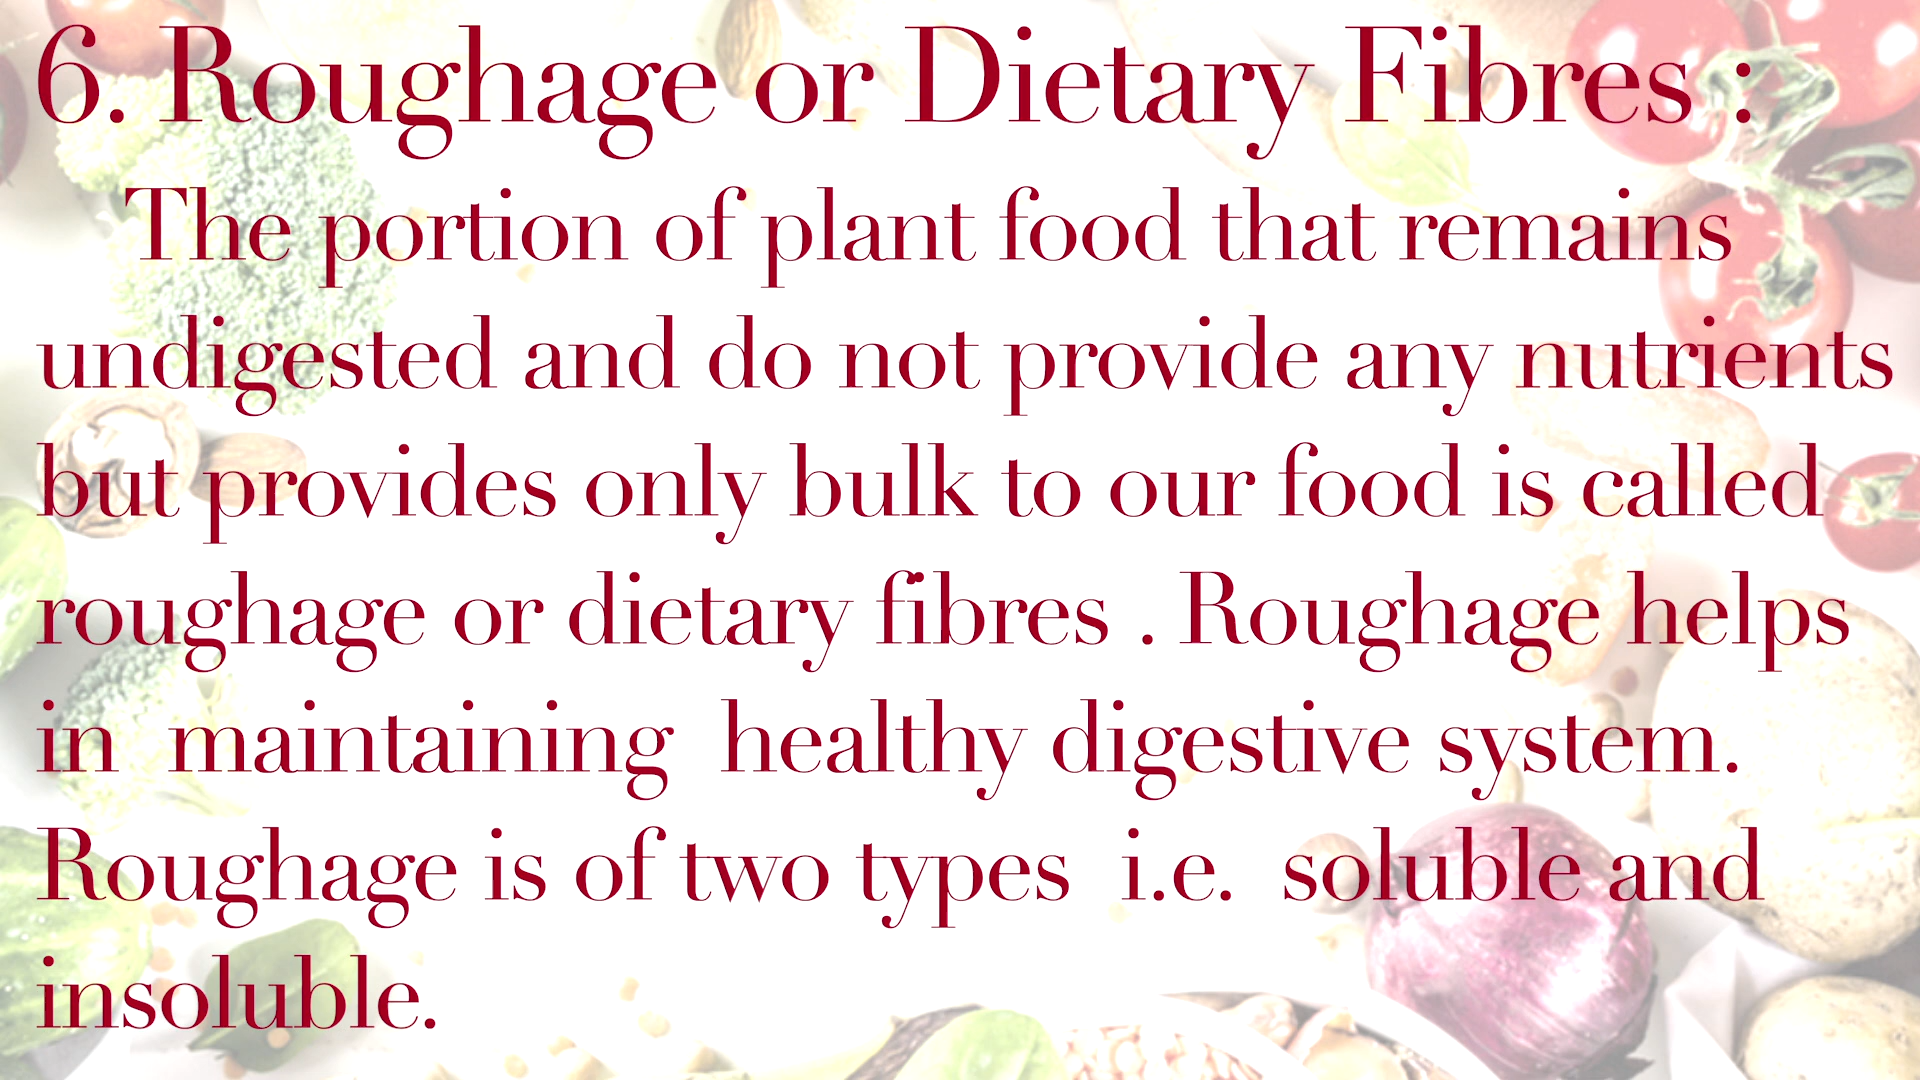 6. Roughage or Dietary Fibres :
The portion of plant food that remains
undigested and do not provide any nutrients
but provides only bulk to our food is called
roughage or dietary fibres . Roughage helps
in maintaining healthy digestive system.
Roughage is of two types i.e. soluble and
insoluble.